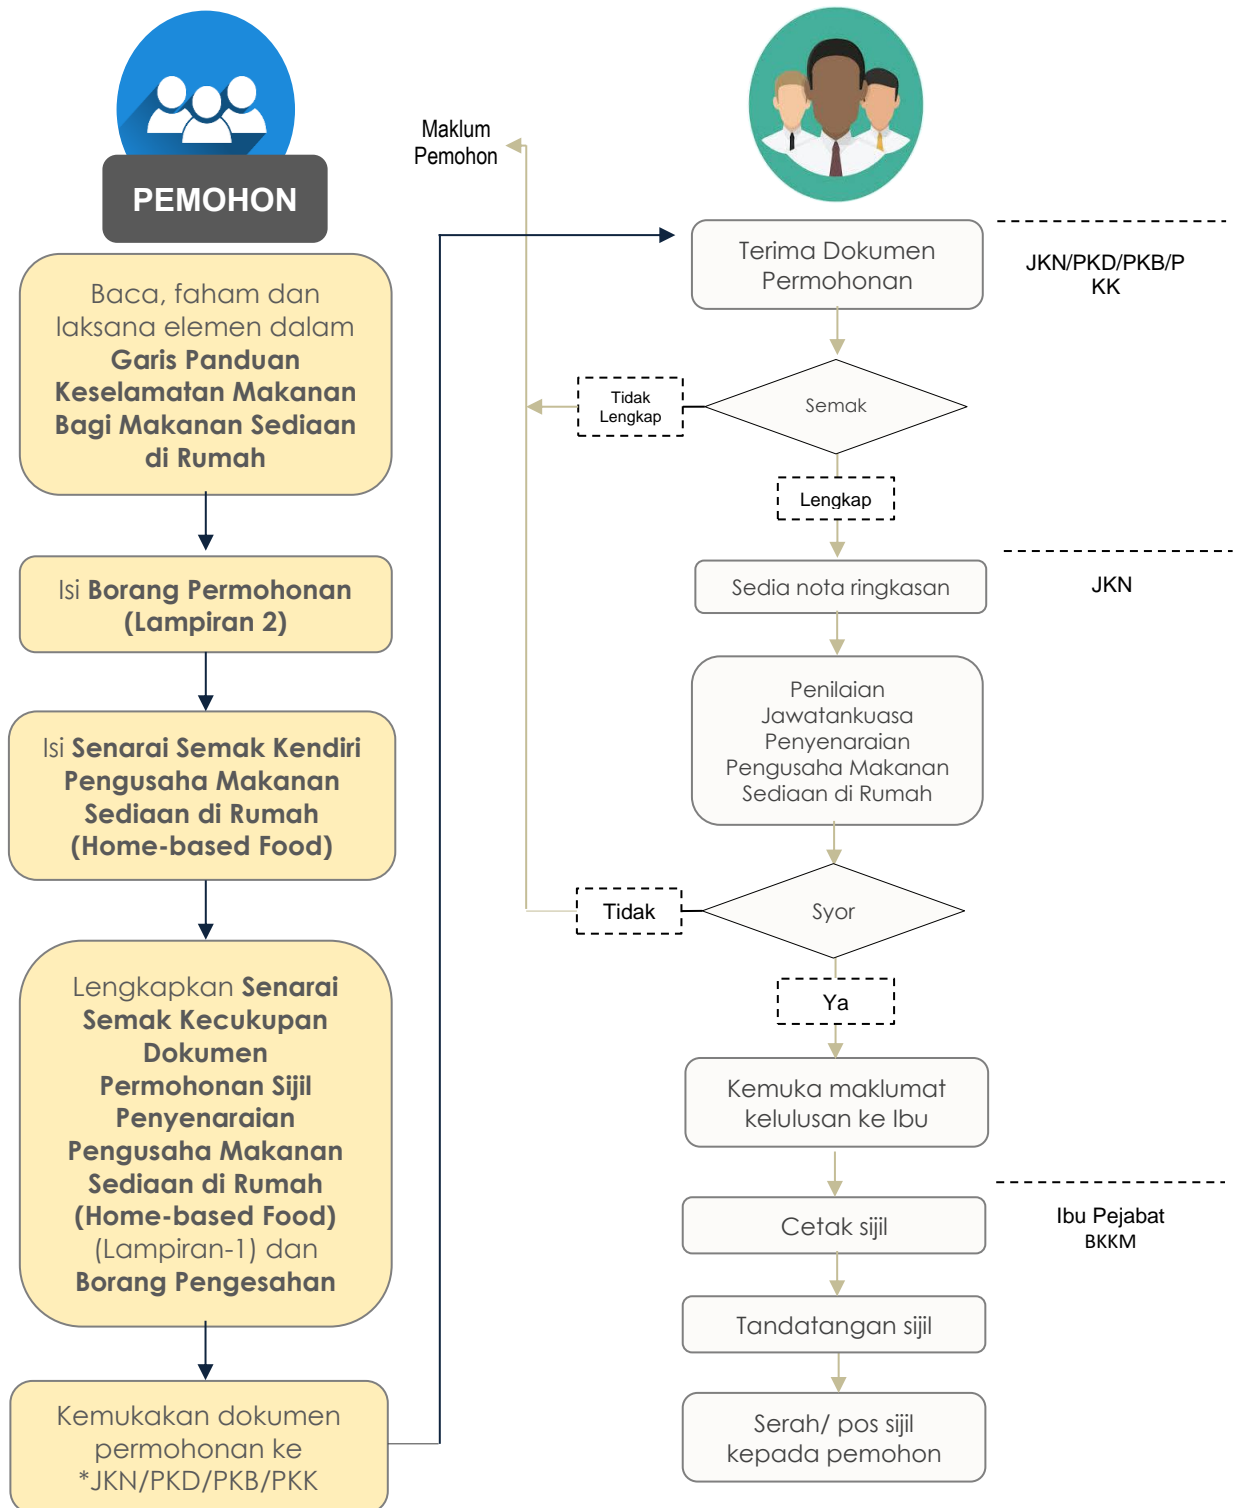 PEMOHON
Baca, faham dan
laksana elemen dalam
Garis Panduan
Keselamatan Makanan
Bagi Makanan Sediaan
di Rumah
Isi Borang Permohonan
(Lampiran 2)
Isi Senarai Semak Kendiri
Pengusaha Makanan
Sediaan di Rumah
(Home-based Food)
Lengkapkan Senarai
Semak Kecukupan
Dokumen
Permohonan Sijil
Penyenaraian
Pengusaha Makanan
Sediaan di Rumah
(Home-based Food)
(Lampiran-1) dan
Borang Pengesahan
Kemukakan dokumen
permohonan ke
*JKN/PKD/PKB/PKK
Maklum
Pemohon
Terima Dokumen
Permohonan
JKN/PKD/PKB/P
KK
Semak
Tidak
Lengkap
Lengkap
Sedia nota ringkasan
JKN
Penilaian
Jawatankuasa
Penyenaraian
Pengusaha Makanan
Sediaan di Rumah
Syor
Tidak
Ya
Kemuka maklumat
kelulusan ke Ibu
Cetak sijil
Ibu Pejabat
BKKM
Tandatangan sijil
Serah/ pos sijil
kepada pemohon